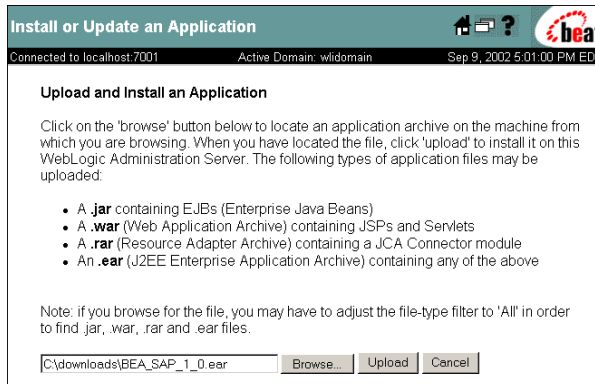 Install or Update an Application
?
bea
Connected to localhost:7001 Active Domain: wlidomain Sep 9, 2002 5:01:00 PM ED
Upload and Install an Application
Click on the 'browse' button below to locate an application archive on the machine from
which you are browsing. When you have located the file, click 'upload' to install it on this
WebLogic Administration Server. The following types of application files may be
uploaded:
• A .jar containing EJBs (Enterprise Java Beans)
• A .war (Web Application Archive) containing JSPs and Servlets
• A .rar (Resource Adapter Archive) containing a JCA Connector module
• An .ear (J2EE Enterprise Application Archive) containing any of the above
Note: if you browse for the file, you may have to adjust the file-type filter to 'All' in order
to find .jar, .war, .rar and .ear files.
C:\downloads\BEA_SAP_1_0.ear Browse... Upload Cancel